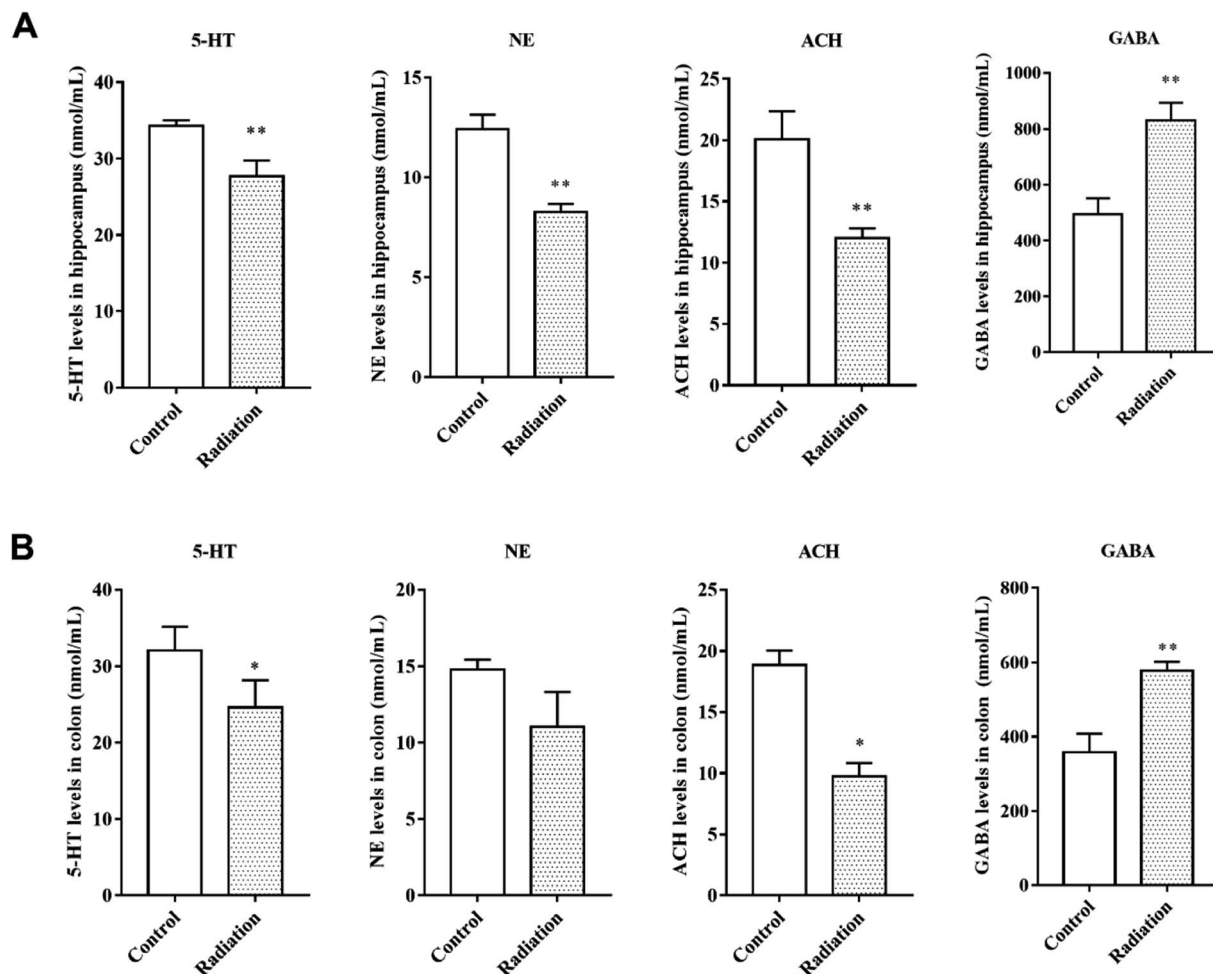 A
5-HT
5-HT levels in hippocampus (nmol/mL)
40
30
20
10
0
Control
Radiation
**
NE
NE levels in hippocampus (nmol/mL)
15
10
5
0
Control
Radiation
**
ACH
ACH levels in hippocampus (nmol/mL)
25
20
15
10
5
0
Control
Radiation
**
GABA
GABA levels in hippocampus (nmol/mL)
1000
800
600
400
200
0
Control
Radiation
**
B
5-HT
5-HT levels in colon (nmol/mL)
40
30
20
10
0
Control
Radiation
*
NE
NE levels in colon (nmol/mL)
20
15
10
5
0
Control
Radiation
ACH
ACH levels in colon (nmol/mL)
25
20
15
10
5
0
Control
Radiation
*
GABA
GABA levels in colon (nmol/mL)
800
600
400
200
0
Control
Radiation
**